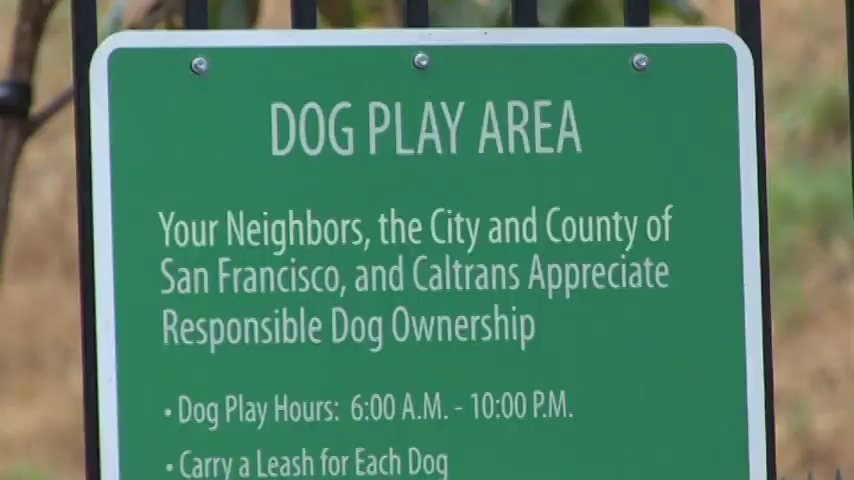 DOG PLAY AREA
Your Neighbors, the City and County of
San Francisco, and Caltrans Appreciate
Responsible Dog Ownership
• Dog Play Hours: 6:00 A.M. - 10:00 P.M.
• Carry a Leash for Each Dog